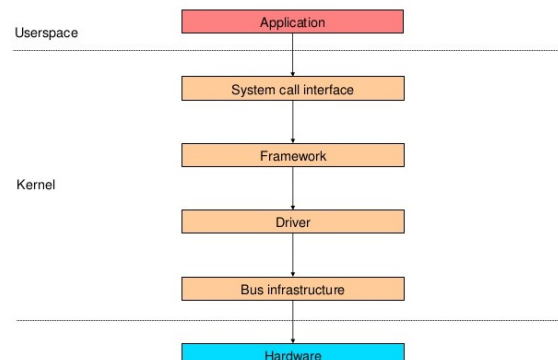 Application
Userspace
System call interface
Framework
Kernel
Driver
Bus infrastructure
Hardware